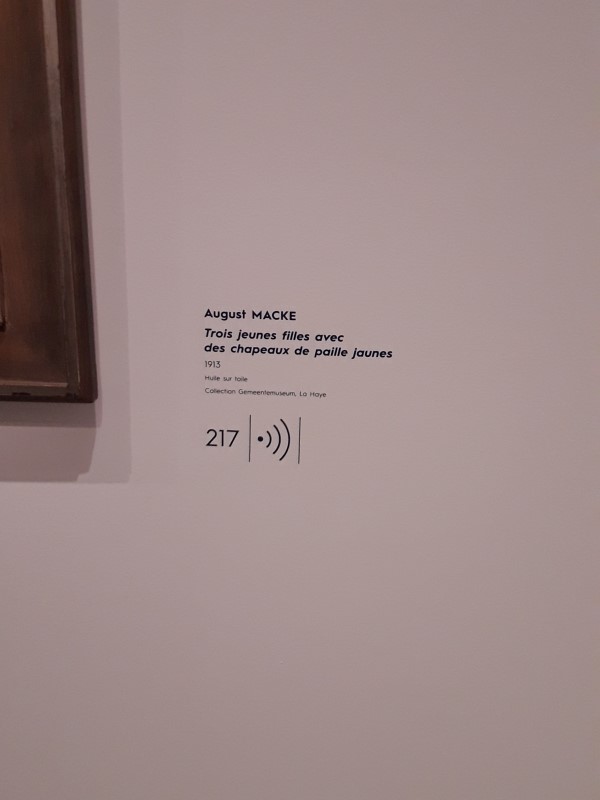 August MACKE
Trois jeunes filles avec
des chapeaux de paille jaunes
1913
Huile sur toile
Collection Gemeentemuseum, La Haye
217